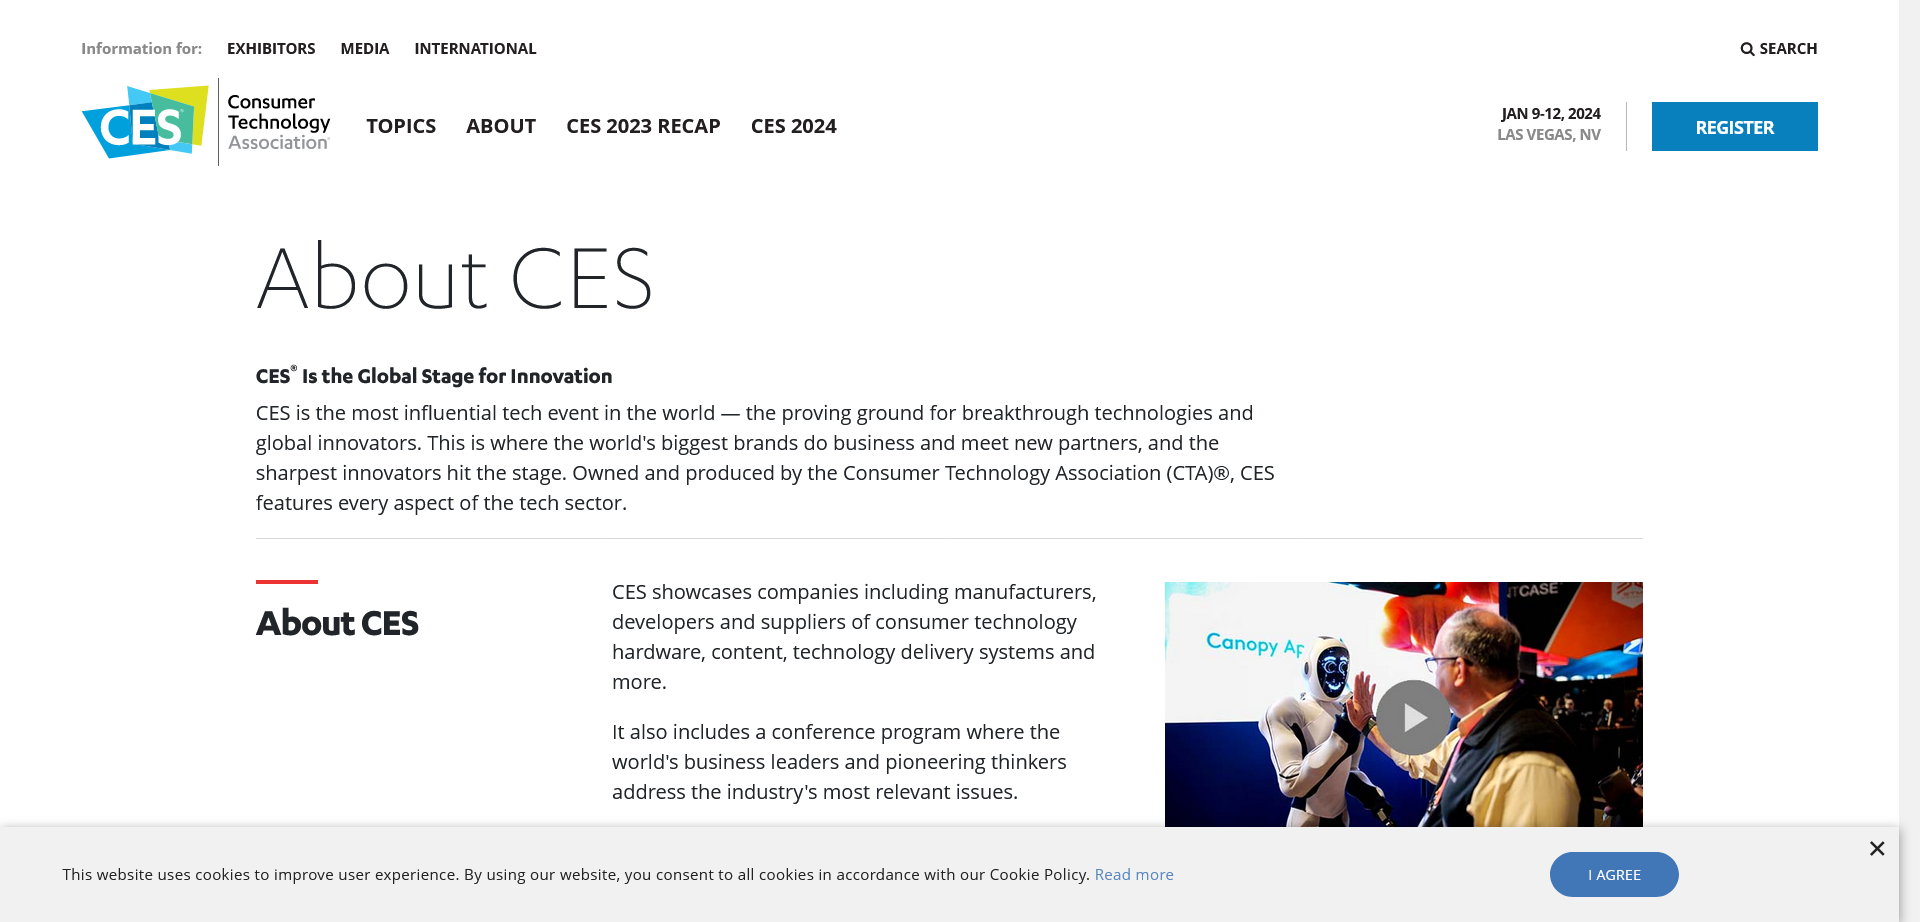 Information for: EXHIBITORS MEDIA INTERNATIONAL
SEARCH
CES®
Consumer
Technology
Association
TOPICS ABOUT CES 2023 RECAP CES 2024
JAN 9-12, 2024
LAS VEGAS, NV
REGISTER
About CES
CES® Is the Global Stage for Innovation
CES is the most influential tech event in the world — the proving ground for breakthrough technologies and
global innovators. This is where the world's biggest brands do business and meet new partners, and the
sharpest innovators hit the stage. Owned and produced by the Consumer Technology Association (CTA)®, CES
features every aspect of the tech sector.
About CES
CES showcases companies including manufacturers,
developers and suppliers of consumer technology
hardware, content, technology delivery systems and
more.
It also includes a conference program where the
world's business leaders and pioneering thinkers
address the industry's most relevant issues.
Canopy
This website uses cookies to improve user experience. By using our website, you consent to all cookies in accordance with our Cookie Policy. Read more
I AGREE